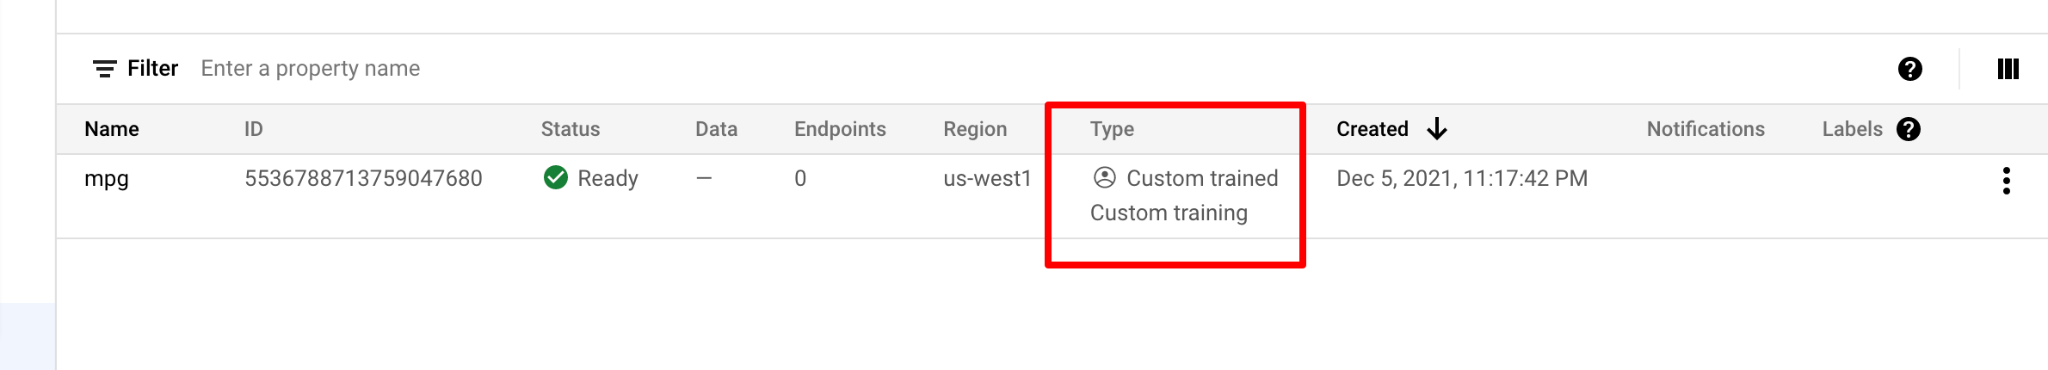 Filter Enter a property name
Name ID Status Data Endpoints Region Type Created Notifications Labels
mpg 5536788713759047680 Ready — 0 us-west1 Custom trained Dec 5, 2021, 11:17:42 PM
Custom training